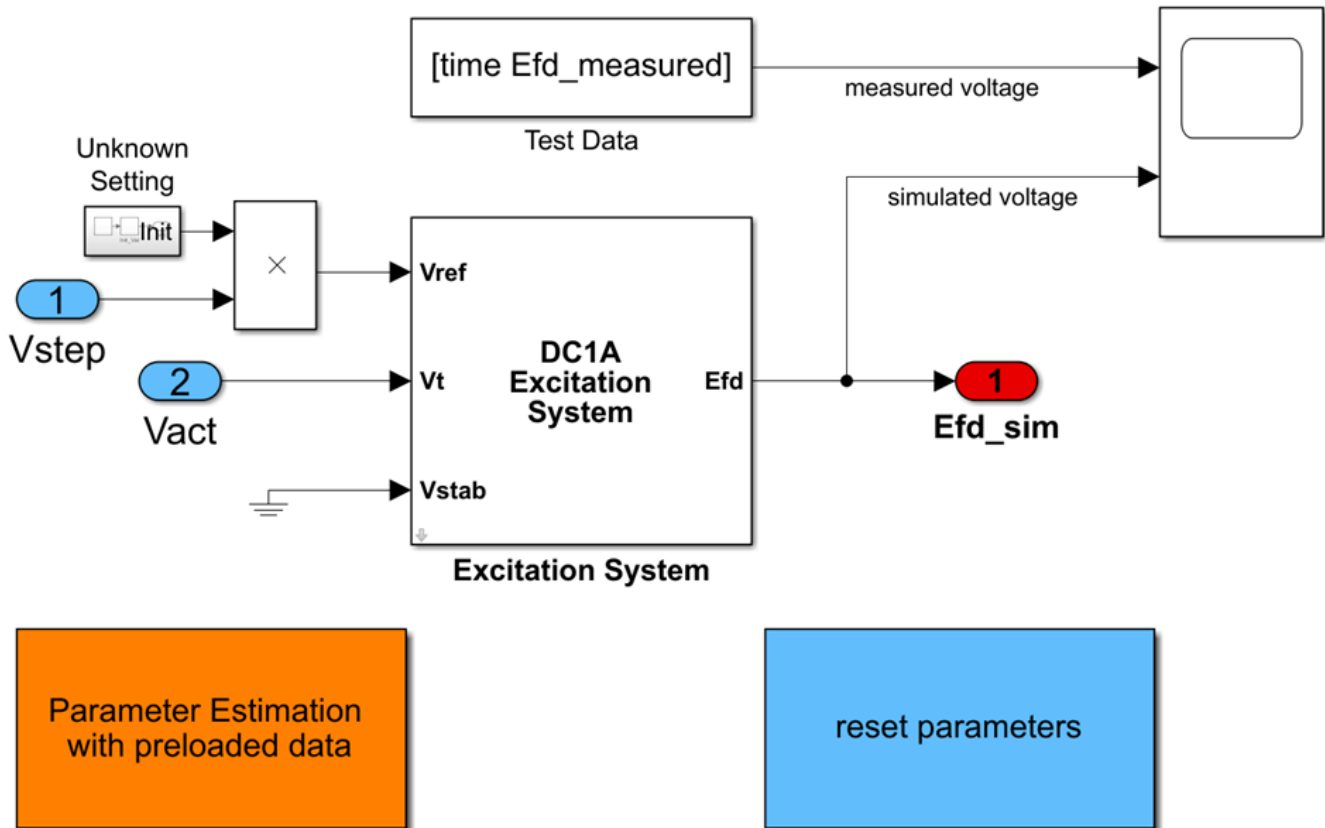 [time Efd_measured]
measured voltage
Test Data
Unknown
Setting
Init
simulated voltage
×
Vref
1
Vstep
DC1A
Excitation
System
Vt
Efd
2
1
Vact
Efd_sim
Vstab
Excitation System
Parameter Estimation
with preloaded data
reset parameters